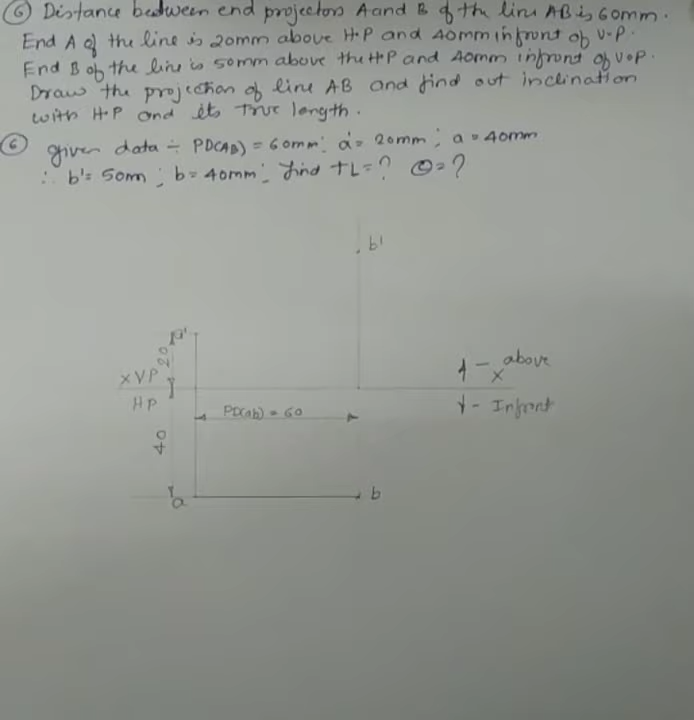 ⑥ Distance bedween end projectors A and B of the line AB is 60mm.
End A of the line is 20mm above H.P and 40mm infront of V.P.
End B of the line is 50mm above the H.P and 40mm infront of V.P.
Draw the projection of line AB and find out inclination
with H.P and its True length.
⑥ given data ÷ PD(AB) = 60mm; a' = 20mm; a = 40mm
∴ b' = 50m; b = 40mm; find TL = ? θ = ?
b'
a'
20
X VP
HP
PD(ab) = 60
40
a
b
above
X
Infront